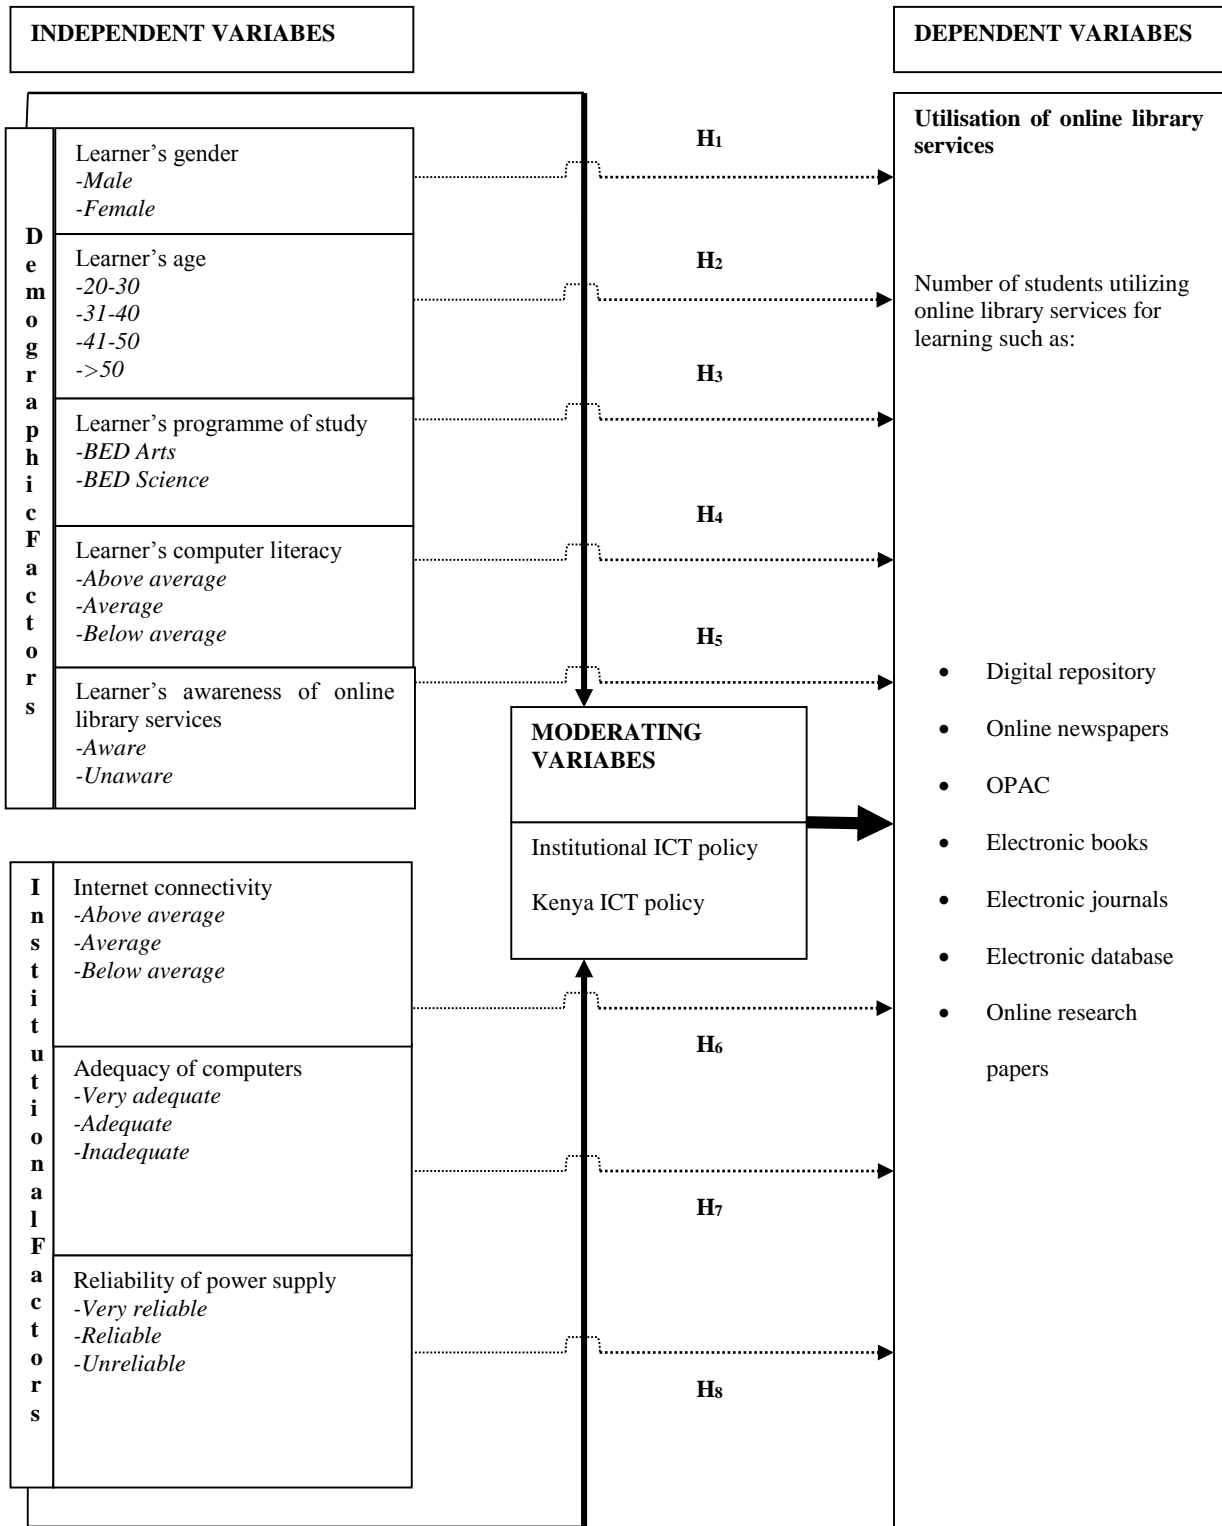 INDEPENDENT VARIABES
DEPENDENT VARIABES
Demographic Factors
Learner's gender
-Male
-Female
Learner's age
-20-30
-31-40
-41-50
->50
Learner's programme of study
-BED Arts
-BED Science
Learner's computer literacy
-Above average
-Average
-Below average
Learner's awareness of online
library services
-Aware
-Unaware
Institutional Factors
Internet connectivity
-Above average
-Average
-Below average
Adequacy of computers
-Very adequate
-Adequate
-Inadequate
Reliability of power supply
-Very reliable
-Reliable
-Unreliable
H1
H2
H3
H4
H5
MODERATING
VARIABES
Institutional ICT policy
Kenya ICT policy
H6
H7
H8
Utilisation of online library
services
Number of students utilizing
online library services for
learning such as:
• Digital repository
• Online newspapers
• OPAC
• Electronic books
• Electronic journals
• Electronic database
• Online research
papers